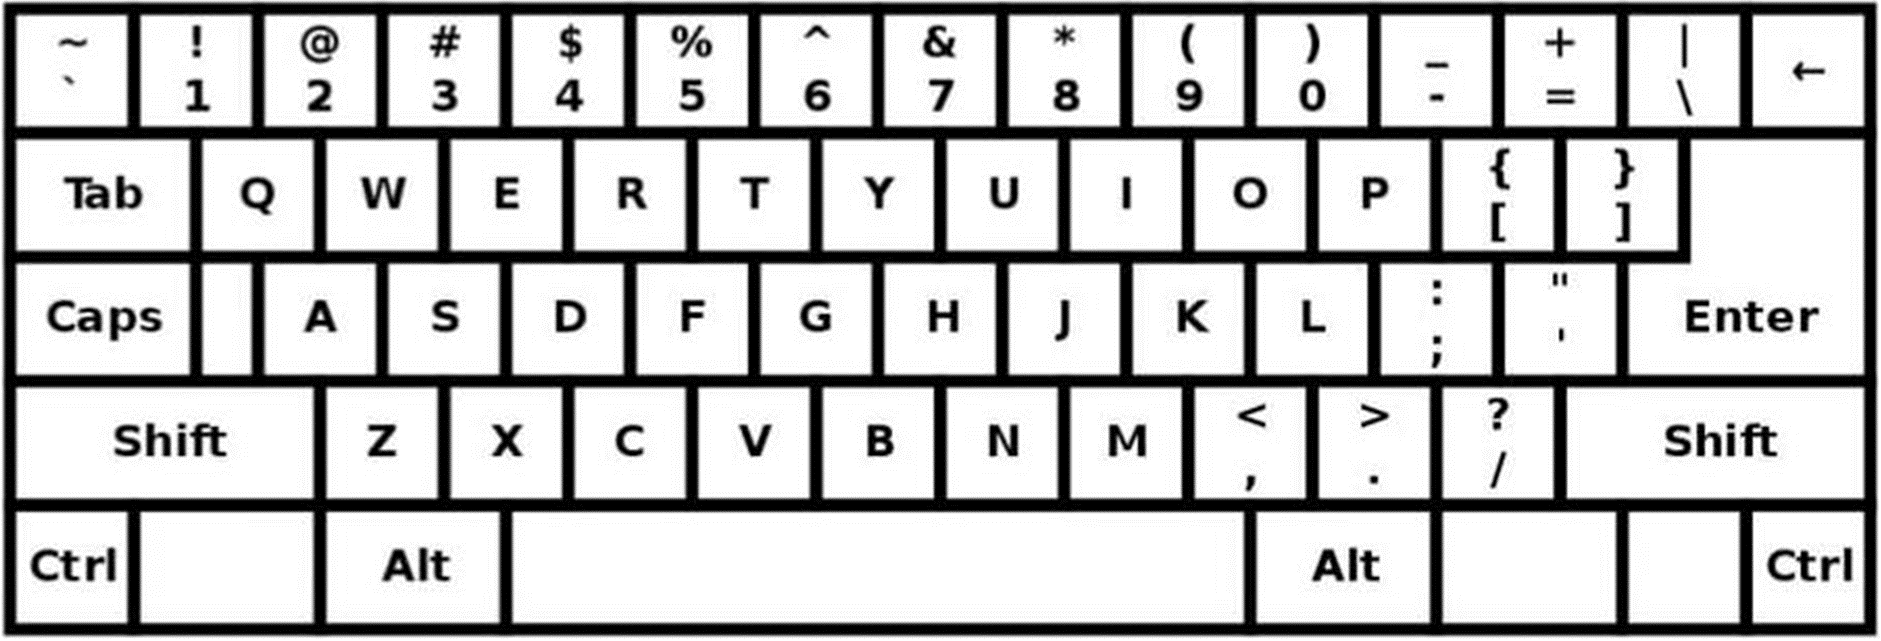 ~ ! @ # $ % ^ & * ( ) _ + |
` 1 2 3 4 5 6 7 8 9 0 - = \ ←
Tab Q W E R T Y U I O P { }
[ ]
Caps A S D F G H J K L : "
; ' Enter
Shift Z X C V B N M < > ? Shift
, . /
Ctrl Alt Alt Ctrl